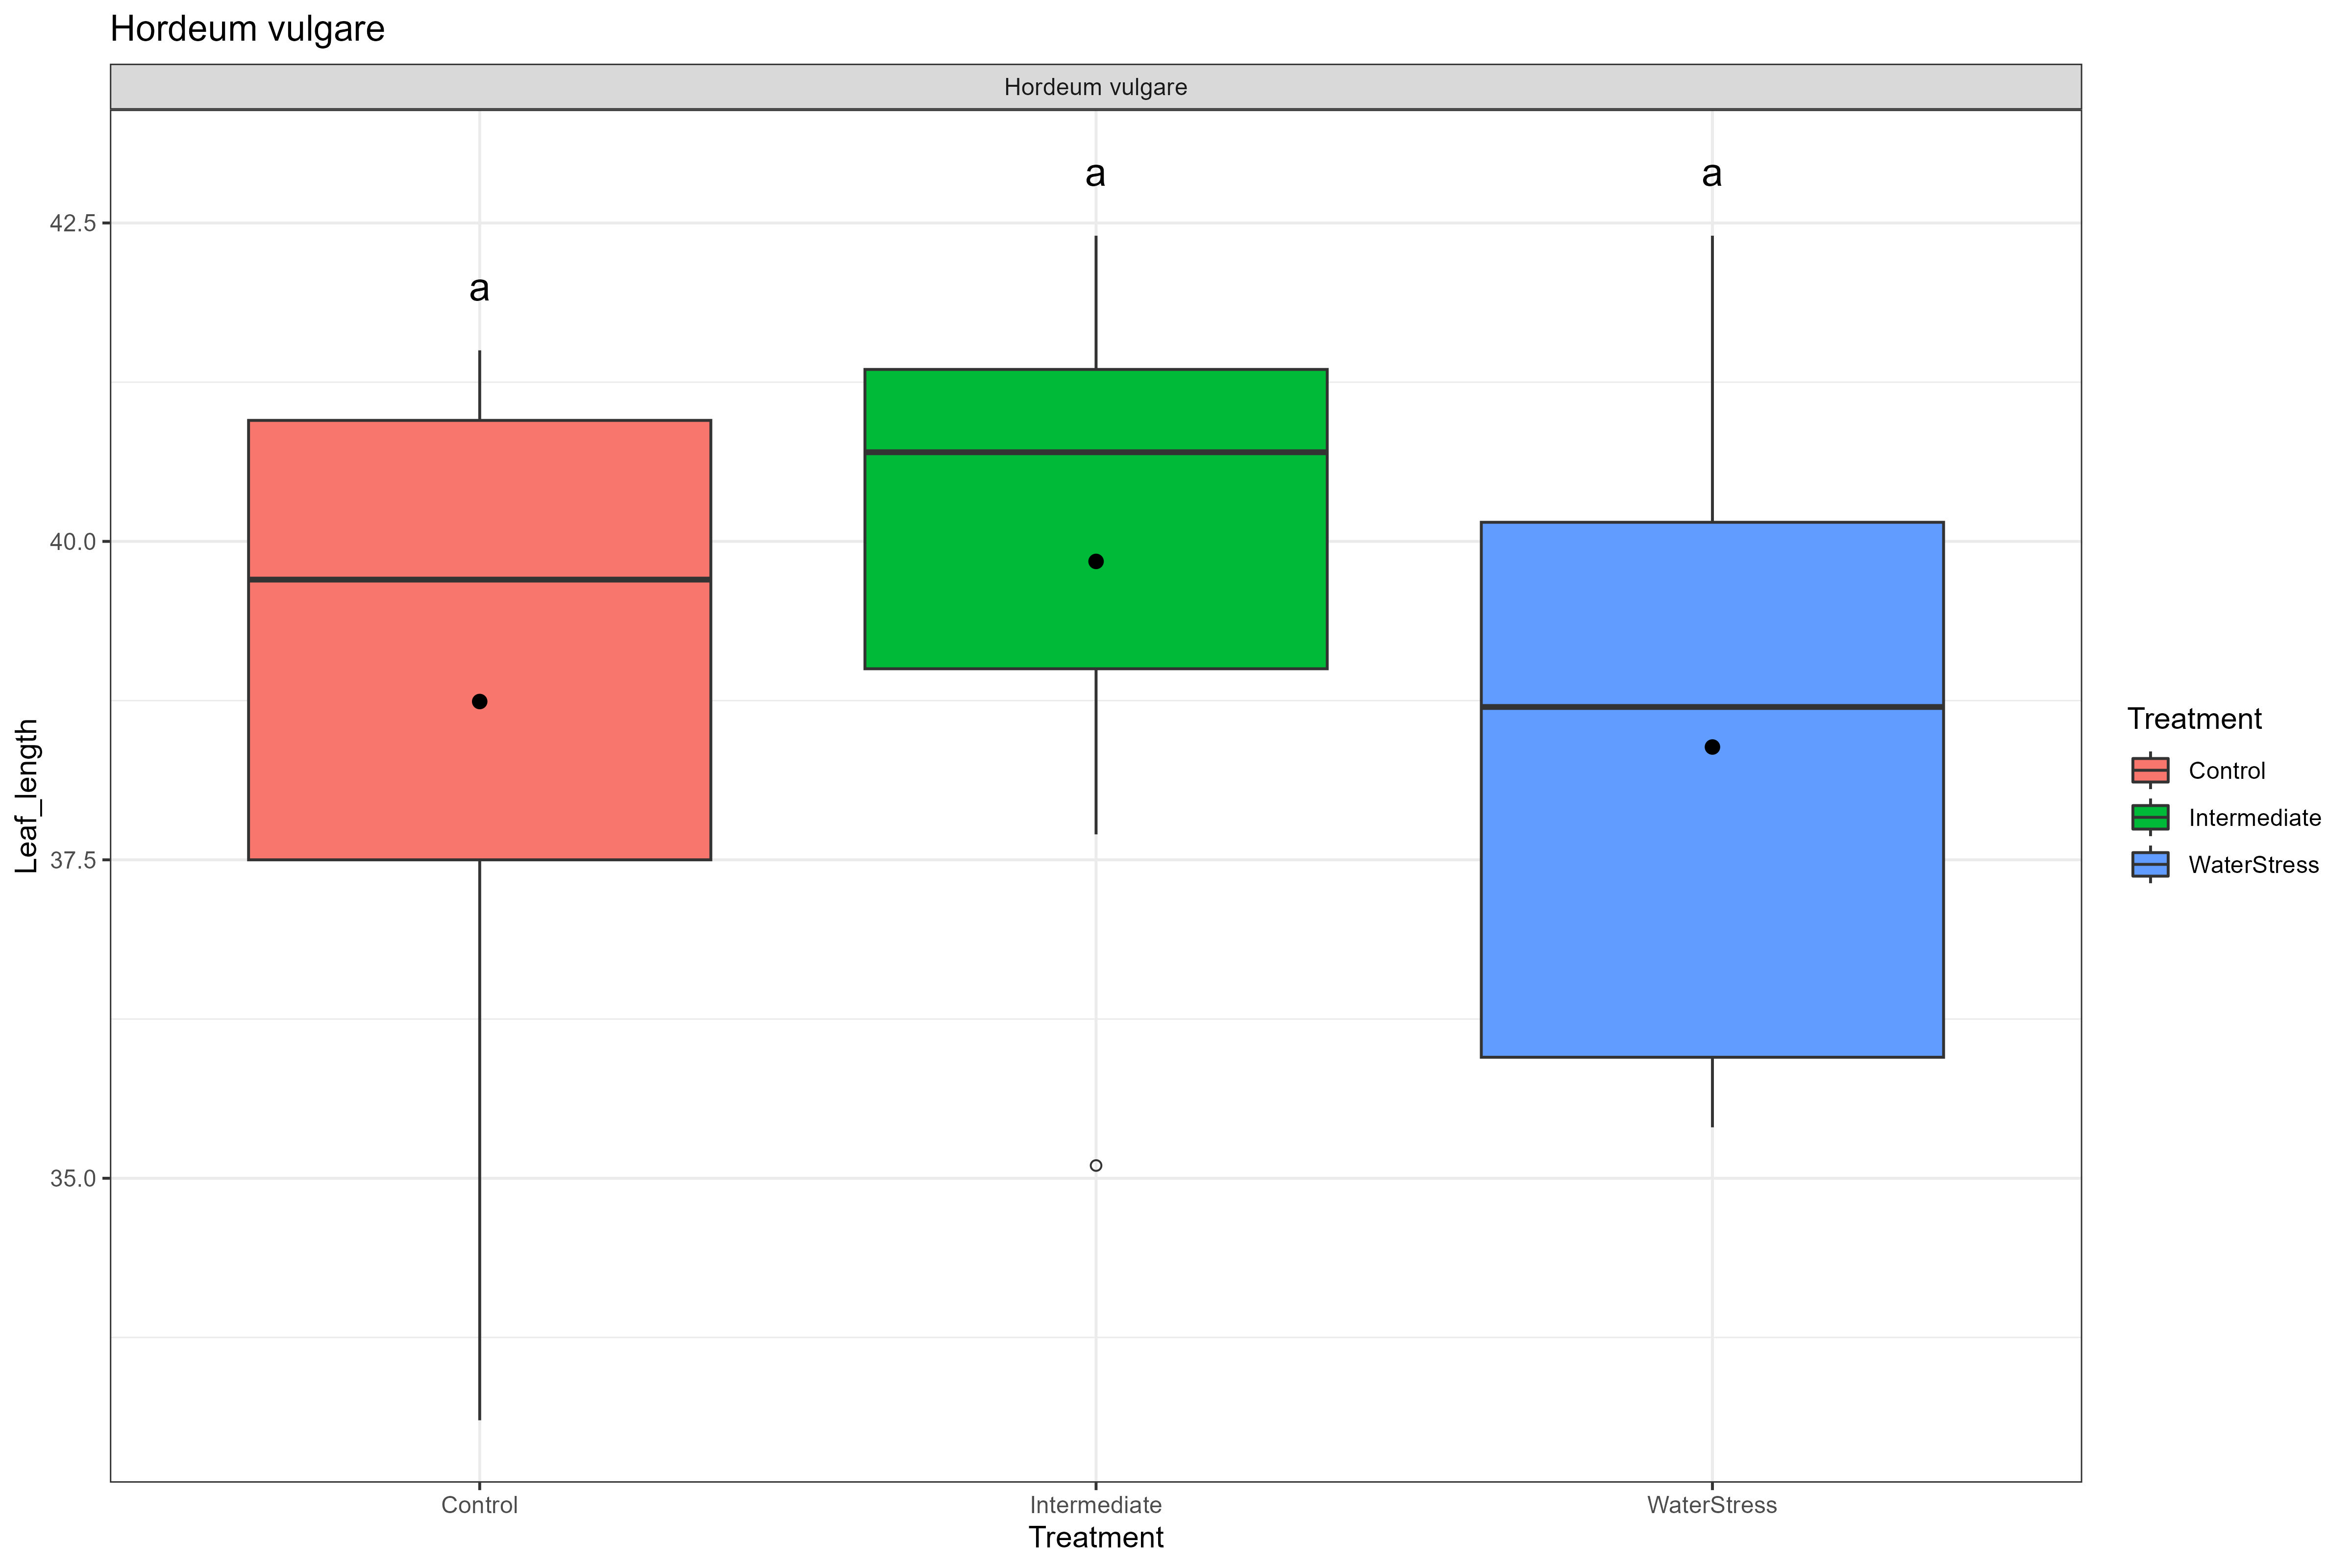 Hordeum vulgare
Hordeum vulgare
a
a
a
42.5
40.0
37.5
35.0
Leaf_length
Control
Intermediate
WaterStress
Treatment
Treatment
Control
Intermediate
WaterStress